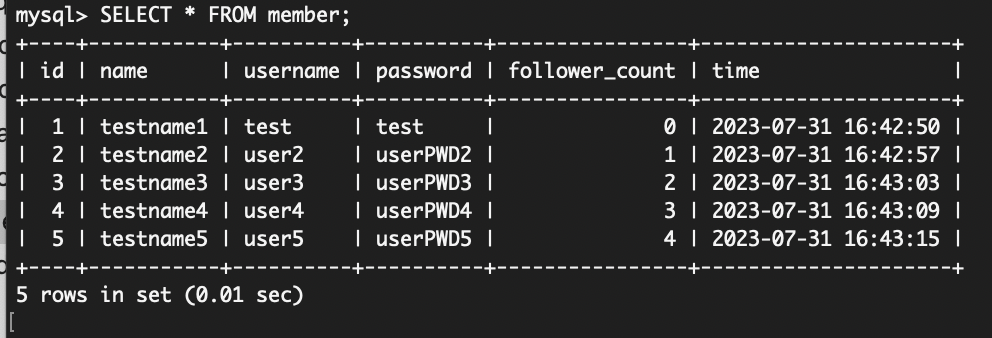 mysql> SELECT * FROM member;
+----+-----------+----------+----------+----------------+---------------------+
| id | name      | username | password | follower_count | time                |
+----+-----------+----------+----------+----------------+---------------------+
|  1 | testname1 | test     | test     |              0 | 2023-07-31 16:42:50 |
|  2 | testname2 | user2    | userPWD2 |              1 | 2023-07-31 16:42:57 |
|  3 | testname3 | user3    | userPWD3 |              2 | 2023-07-31 16:43:03 |
|  4 | testname4 | user4    | userPWD4 |              3 | 2023-07-31 16:43:09 |
|  5 | testname5 | user5    | userPWD5 |              4 | 2023-07-31 16:43:15 |
+----+-----------+----------+----------+----------------+---------------------+
5 rows in set (0.01 sec)